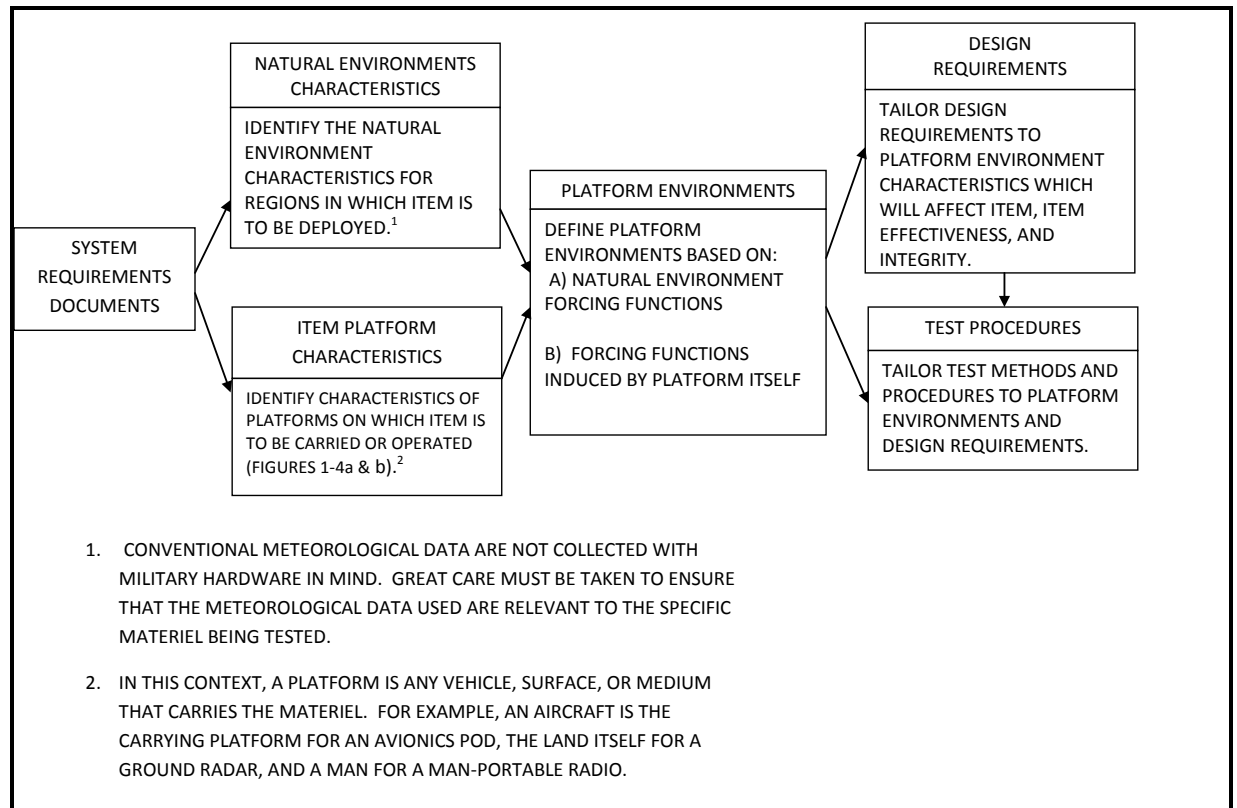 SYSTEM
REQUIREMENTS
DOCUMENTS
NATURAL ENVIRONMENTS
CHARACTERISTICS
IDENTIFY THE NATURAL
ENVIRONMENT
CHARACTERISTICS FOR
REGIONS IN WHICH ITEM IS
TO BE DEPLOYED.1
ITEM PLATFORM
CHARACTERISTICS
IDENTIFY CHARACTERISTICS OF
PLATFORMS ON WHICH ITEM IS
TO BE CARRIED OR OPERATED
(FIGURES 1-4a & b).2
PLATFORM ENVIRONMENTS
DEFINE PLATFORM
ENVIRONMENTS BASED ON:
A) NATURAL ENVIRONMENT
FORCING FUNCTIONS
B) FORCING FUNCTIONS
INDUCED BY PLATFORM ITSELF
DESIGN
REQUIREMENTS
TAILOR DESIGN
REQUIREMENTS TO
PLATFORM ENVIRONMENT
CHARACTERISTICS WHICH
WILL AFFECT ITEM, ITEM
EFFECTIVENESS, AND
INTEGRITY.
TEST PROCEDURES
TAILOR TEST METHODS AND
PROCEDURES TO PLATFORM
ENVIRONMENTS AND
DESIGN REQUIREMENTS.
1. CONVENTIONAL METEOROLOGICAL DATA ARE NOT COLLECTED WITH
MILITARY HARDWARE IN MIND. GREAT CARE MUST BE TAKEN TO ENSURE
THAT THE METEOROLOGICAL DATA USED ARE RELEVANT TO THE SPECIFIC
MATERIEL BEING TESTED.
2. IN THIS CONTEXT, A PLATFORM IS ANY VEHICLE, SURFACE, OR MEDIUM
THAT CARRIES THE MATERIEL. FOR EXAMPLE, AN AIRCRAFT IS THE
CARRYING PLATFORM FOR AN AVIONICS POD, THE LAND ITSELF FOR A
GROUND RADAR, AND A MAN FOR A MAN-PORTABLE RADIO.